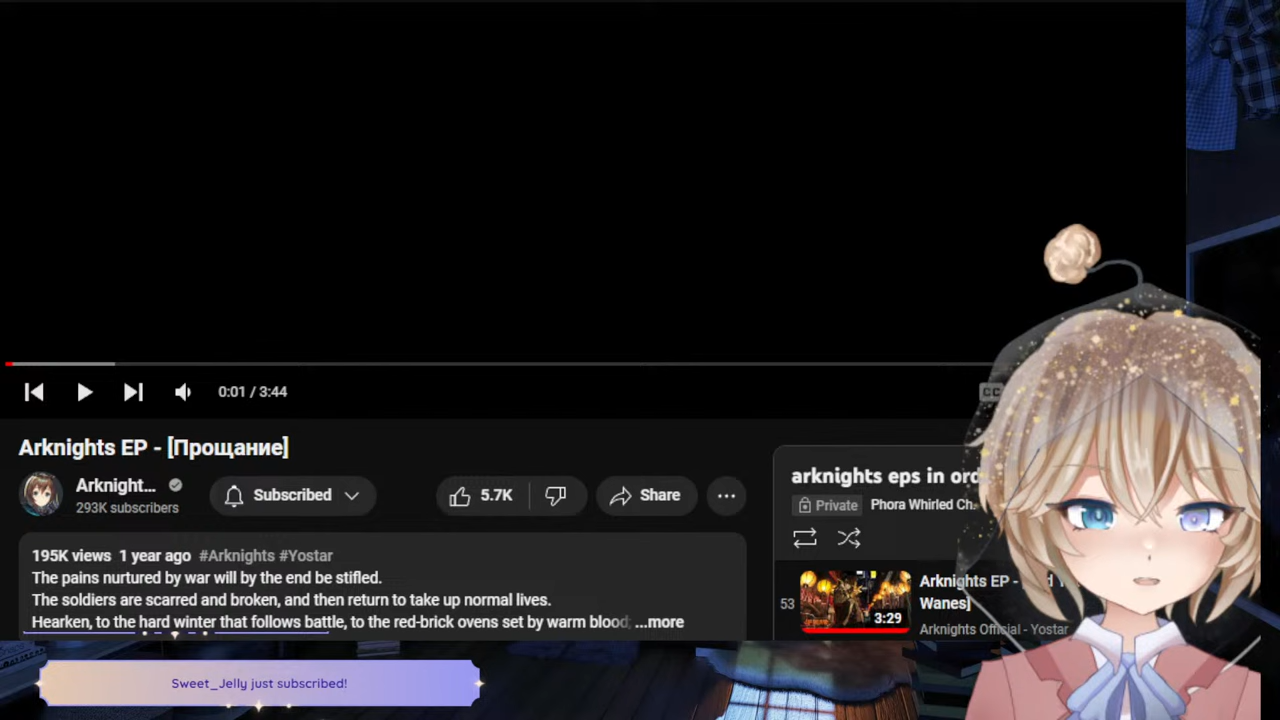 0:01 / 3:44
CC
Arknights EP - [Прощание]
Arknight...
293K subscribers
Subscribed
5.7K
Share
195K views 1 year ago #Arknights #Yostar
The pains nurtured by war will by the end be stifled.
The soldiers are scarred and broken, and then return to take up normal lives.
Hearken, to the hard winter that follows battle, to the red-brick ovens set by warm blood; ...more
arknights eps in ord
Private
Phora Whirled Ch
53
3:29
Arknights EP -
Wanes]
Arknights Official - Yostar
Sweet_Jelly just subscribed!